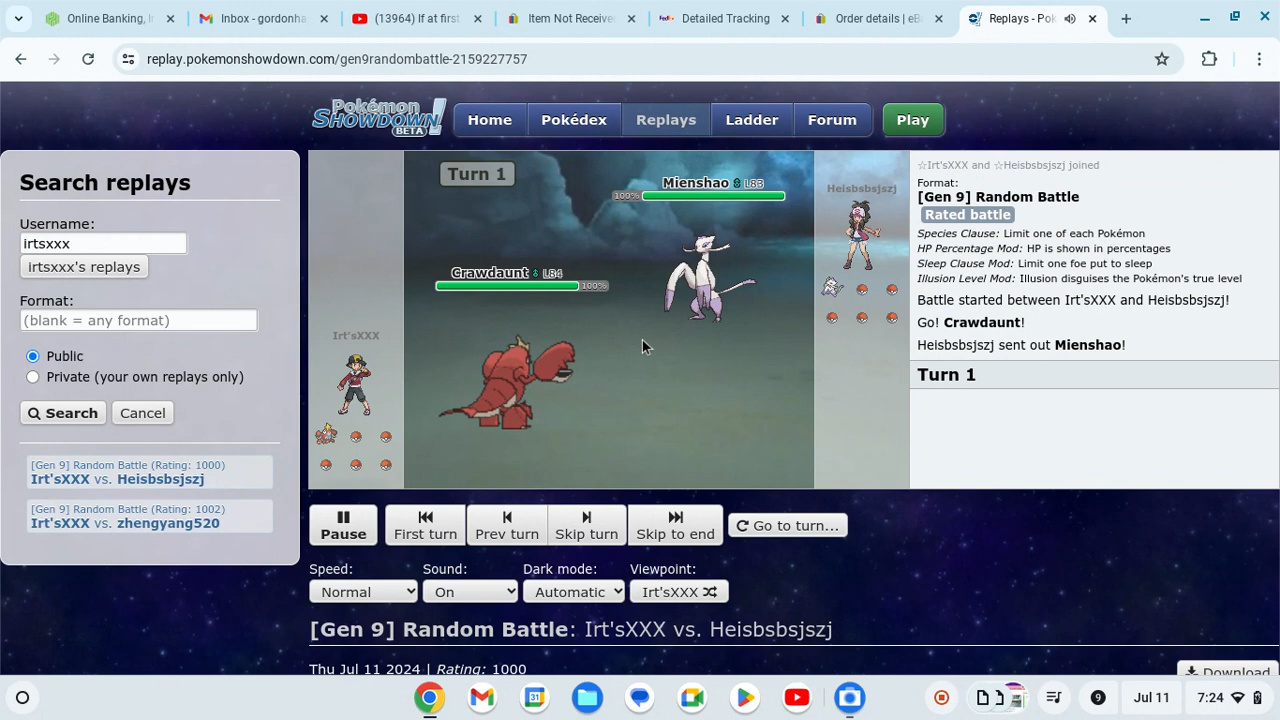 Online Banking, I
Inbox - gordonha
(13964) If at first
Item Not Receive
Detailed Tracking
Order details | eB
Replays - Pok
replay.pokemonshowdown.com/gen9randombattle-2159227757
Pokémon
SHOWDOWN!
BETA
Home
Pokédex
Replays
Ladder
Forum
Play
Search replays
Username:
irtsxxx
irtsxxx's replays
Format:
(blank = any format)
Public
Private (your own replays only)
Search
Cancel
[Gen 9] Random Battle (Rating: 1000)
Irt'sXXX vs. Heisbsbsjszj
[Gen 9] Random Battle (Rating: 1002)
Irt'sXXX vs. zhengyang520
Turn 1
Mienshao L83
100%
Crawdaunt L84
100%
Irt'sXXX
Heisbsbsjszj
☆Irt'sXXX and ☆Heisbsbsjszj joined
Format:
[Gen 9] Random Battle
Rated battle
Species Clause: Limit one of each Pokémon
HP Percentage Mod: HP is shown in percentages
Sleep Clause Mod: Limit one foe put to sleep
Illusion Level Mod: Illusion disguises the Pokémon's true level
Battle started between Irt'sXXX and Heisbsbsjszj!
Go! Crawdaunt!
Heisbsbsjszj sent out Mienshao!
Turn 1
Pause
First turn
Prev turn
Skip turn
Skip to end
Go to turn...
Speed:
Sound:
Dark mode:
Viewpoint:
Normal
On
Automatic
Irt'sXXX
[Gen 9] Random Battle: Irt'sXXX vs. Heisbsbsjszj
Thu Jul 11 2024 | Rating: 1000
Download
31
9
Jul 11
7:24